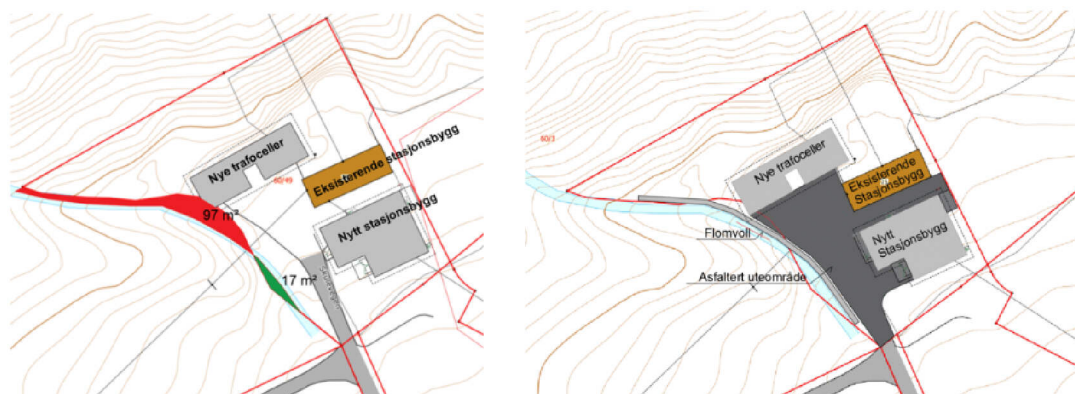 Nye trafoceller
60/49
Eksisterende stasjonsbygg
Nytt stasjonsbygg
97 m²
17 m²
60/3
Nye trafoceller
Eksisterende
Stasjonsbygg
Nytt
Stasjonsbygg
Flomvoll
Asfaltert uteområde